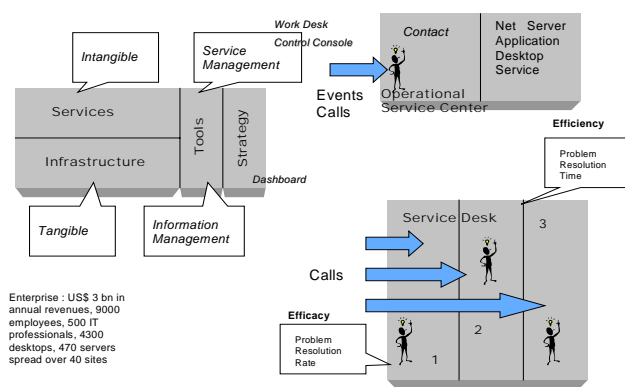 Intangible
Service
Management
Services
Infrastructure
Tools
Strategy
Dashboard
Tangible
Information
Management
Work Desk
Control Console
Contact
Net Server
Application
Desktop
Service
Events
Calls
Operational
Service Center
Efficiency
Problem
Resolution
Time
Service Desk
3
Calls
2
1
Efficacy
Problem
Resolution
Rate
Enterprise : US$ 3 bn in
annual revenues, 9000
employees, 500 IT
professionals, 4300
desktops, 470 servers
spread over 40 sites